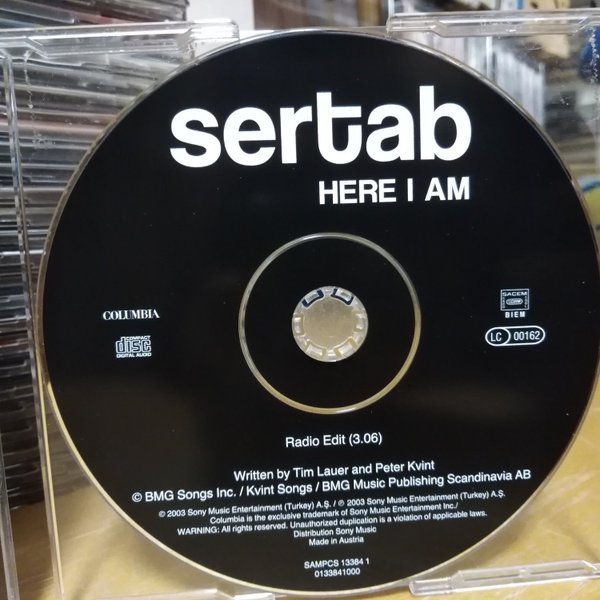 sertab
HERE I AM
COLUMBIA
COMPACT
disc
DIGITAL AUDIO
SACEM
BIEM
LC 00162
Radio Edit (3.06)
Written by Tim Lauer and Peter Kvint
© BMG Songs Inc. / Kvint Songs / BMG Music Publishing Scandinavia AB
© 2003 Sony Music Entertainment (Turkey) A.Ş. / ℗ 2003 Sony Music Entertainment (Turkey) A.Ş.
Columbia is the exclusive trademark of Sony Music Entertainment Inc./
WARNING: All rights reserved. Unauthorized duplication is a violation of applicable laws.
Distribution Sony Music
Made in Austria
SAMPCS 13384 1
0133841000